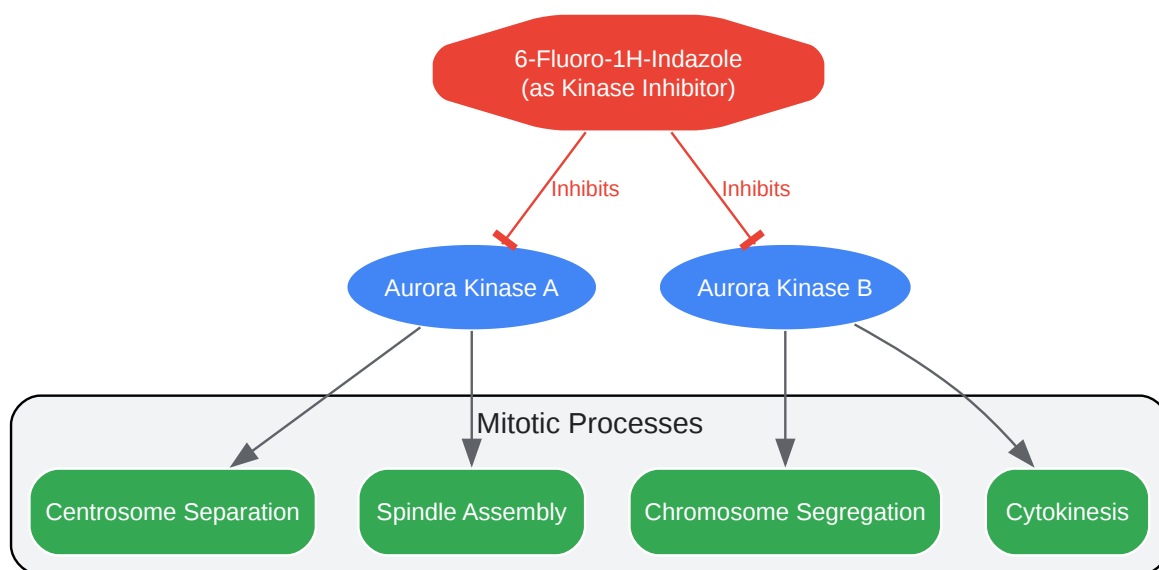 6-Fluoro-1H-Indazole
(as Kinase Inhibitor)
Inhibits
Inhibits
Aurora Kinase A
Aurora Kinase B
Mitotic Processes
Centrosome Separation
Spindle Assembly
Chromosome Segregation
Cytokinesis